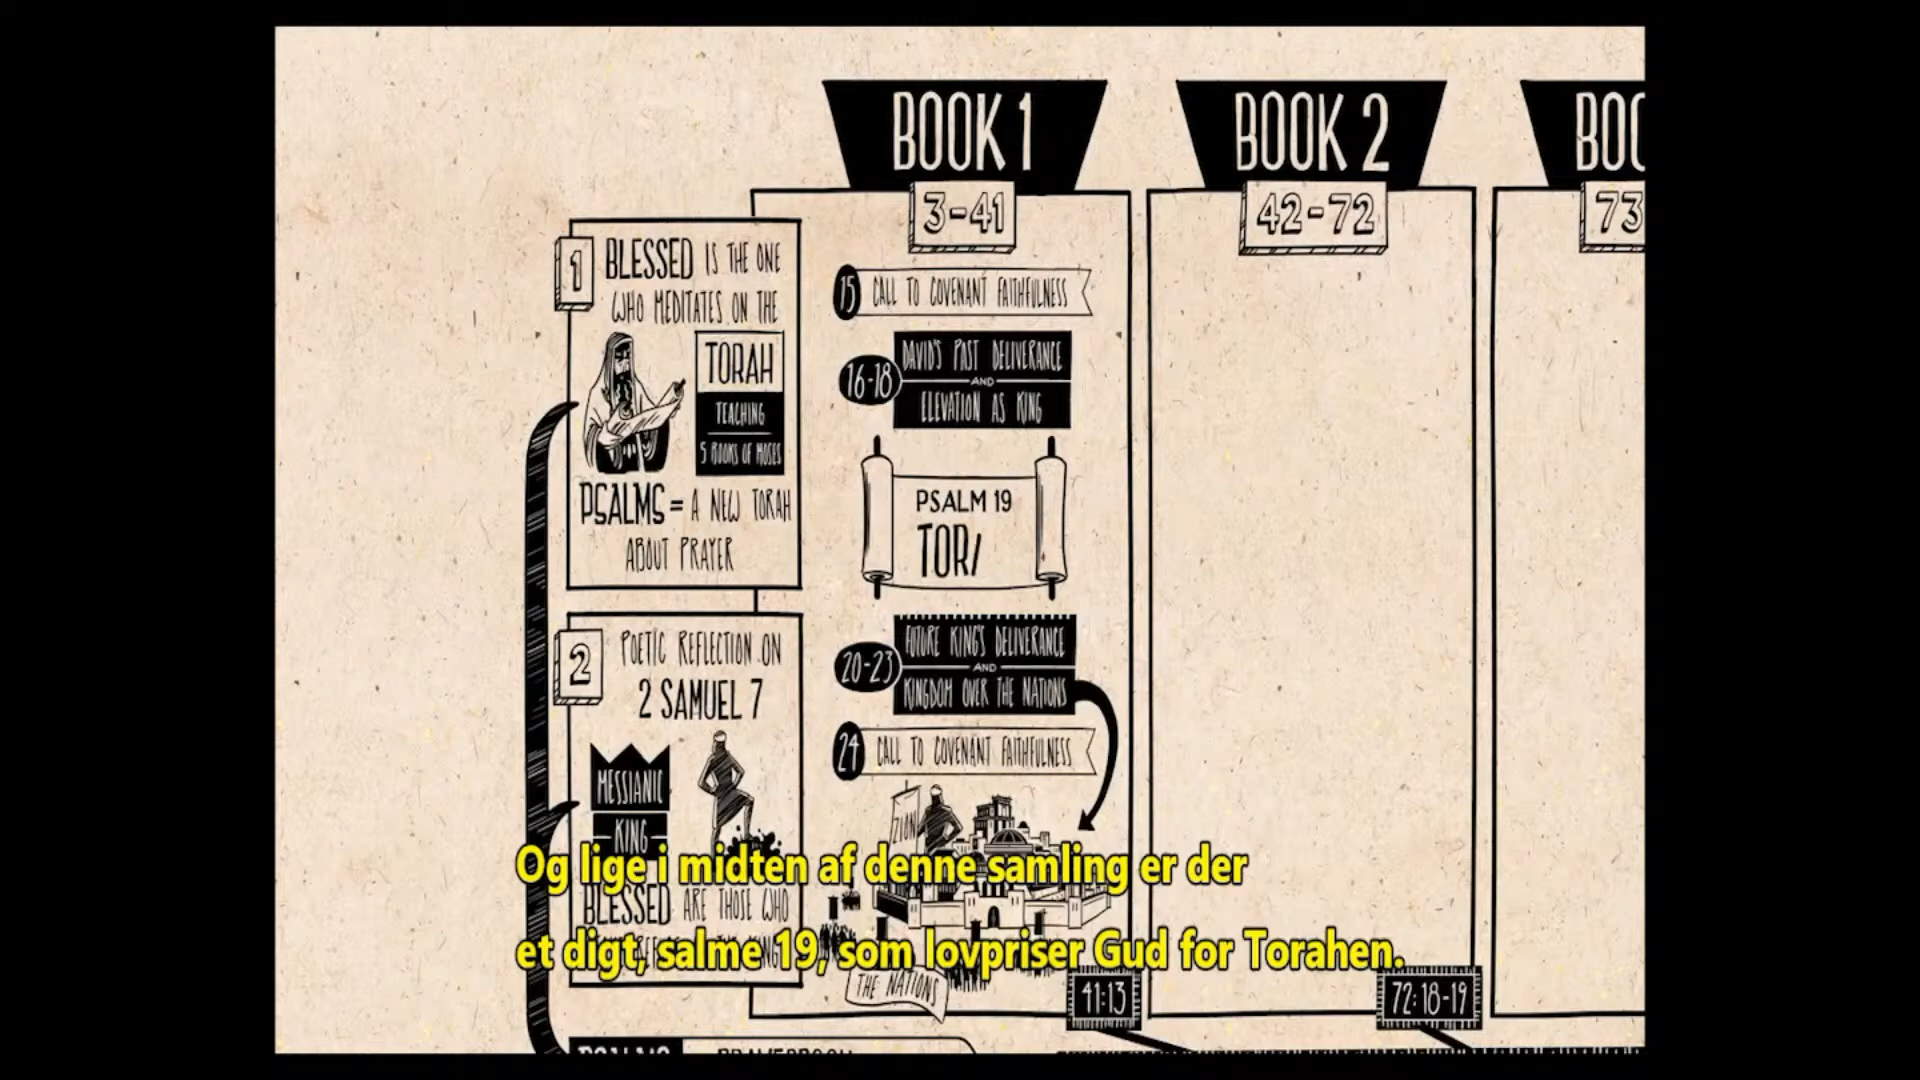 BOOK 1
3-41
BOOK 2
42-72
BOO
73
1
BLESSED IS THE ONE
WHO MEDITATES ON THE
TORAH
TEACHING
5 BOOKS OF MOSES
PSALMS = A NEW TORAH
ABOUT PRAYER
2
POETIC REFLECTION ON
2 SAMUEL 7
MESSIANIC
KING
BLESSED ARE THOSE WHO
15 CALL TO COVENANT FAITHFULNESS
16-18
DAVID'S PAST DELIVERANCE
AND
ELEVATION AS KING
PSALM 19
TOR
20-23
FUTURE KING'S DELIVERANCE
AND
KINGDOM OVER THE NATIONS
24 CALL TO COVENANT FAITHFULNESS
ZION
THE NATIONS
41:13
72:18-19
Og lige i midten af denne samling er der
et digt, salme 19, som lovpriser Gud for Torahen.